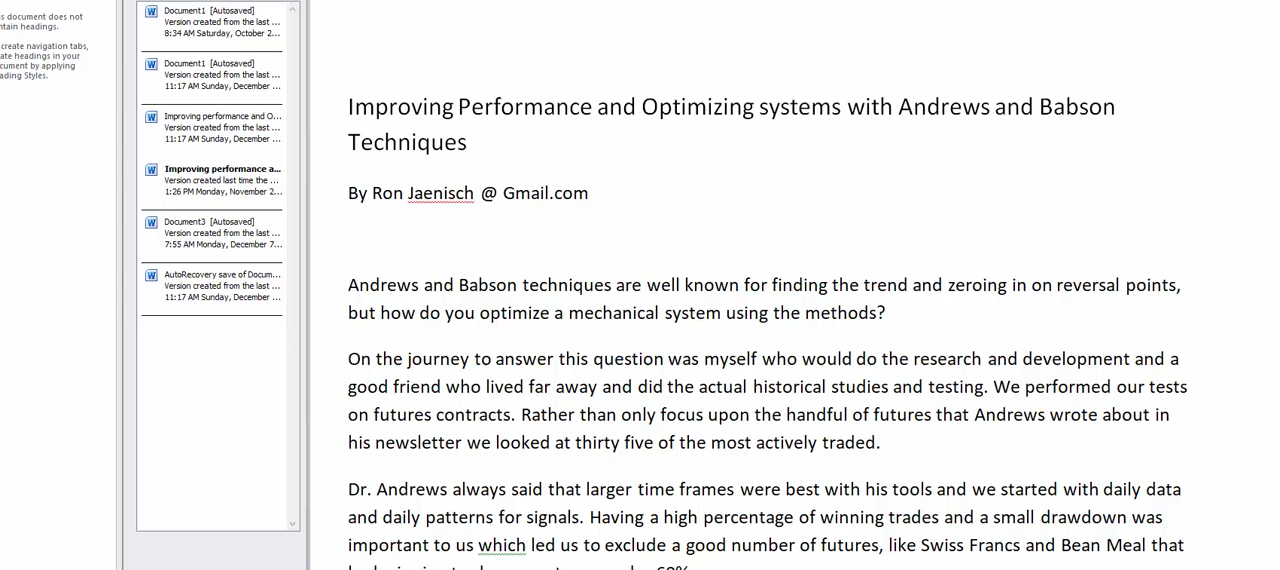 s document does not
ntain headings.
create navigation tabs,
ate headings in your
cument by applying
ading Styles.
Document1 [Autosaved]
Version created from the last ...
8:34 AM Saturday, October 2...
Document1 [Autosaved]
Version created from the last ...
11:17 AM Sunday, December ...
Improving performance and O...
Version created from the last ...
11:17 AM Sunday, December ...
Improving performance a...
Version created last time the ...
1:26 PM Monday, November 2...
Document3 [Autosaved]
Version created from the last ...
7:55 AM Monday, December 7...
AutoRecovery save of Docum...
Version created from the last ...
11:17 AM Sunday, December ...
Improving Performance and Optimizing systems with Andrews and Babson
Techniques
By Ron Jaenisch @ Gmail.com
Andrews and Babson techniques are well known for finding the trend and zeroing in on reversal points,
but how do you optimize a mechanical system using the methods?
On the journey to answer this question was myself who would do the research and development and a
good friend who lived far away and did the actual historical studies and testing. We performed our tests
on futures contracts. Rather than only focus upon the handful of futures that Andrews wrote about in
his newsletter we looked at thirty five of the most actively traded.
Dr. Andrews always said that larger time frames were best with his tools and we started with daily data
and daily patterns for signals. Having a high percentage of winning trades and a small drawdown was
important to us which led us to exclude a good number of futures, like Swiss Francs and Bean Meal that